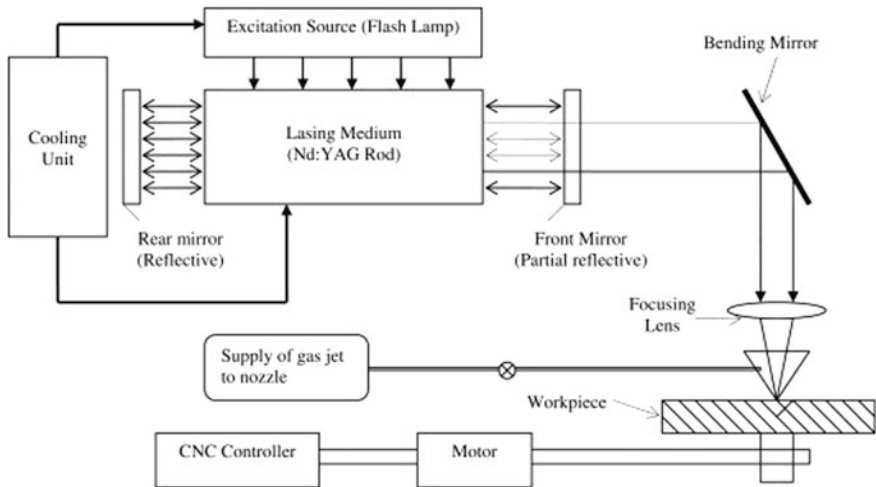 Excitation Source (Flash Lamp)
Bending Mirror
Cooling
Unit
Lasing Medium
(Nd:YAG Rod)
Rear mirror
(Reflective)
Front Mirror
(Partial reflective)
Focusing
Lens
Supply of gas jet
to nozzle
Workpiece
CNC Controller
Motor